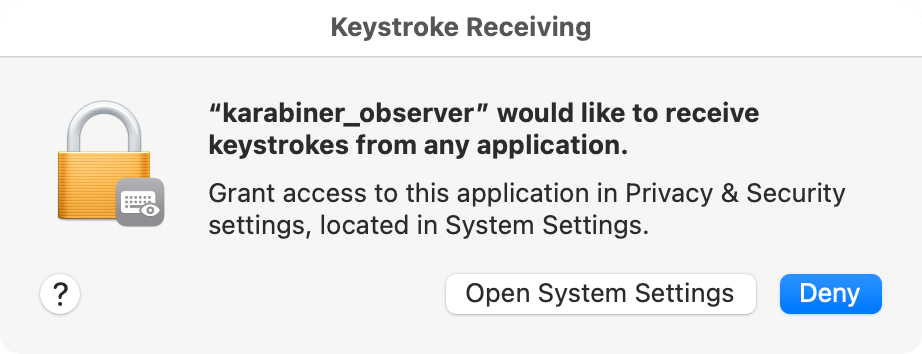 Keystroke Receiving
“karabiner_observer” would like to receive
keystrokes from any application.
Grant access to this application in Privacy & Security
settings, located in System Settings.
?
Open System Settings
Deny